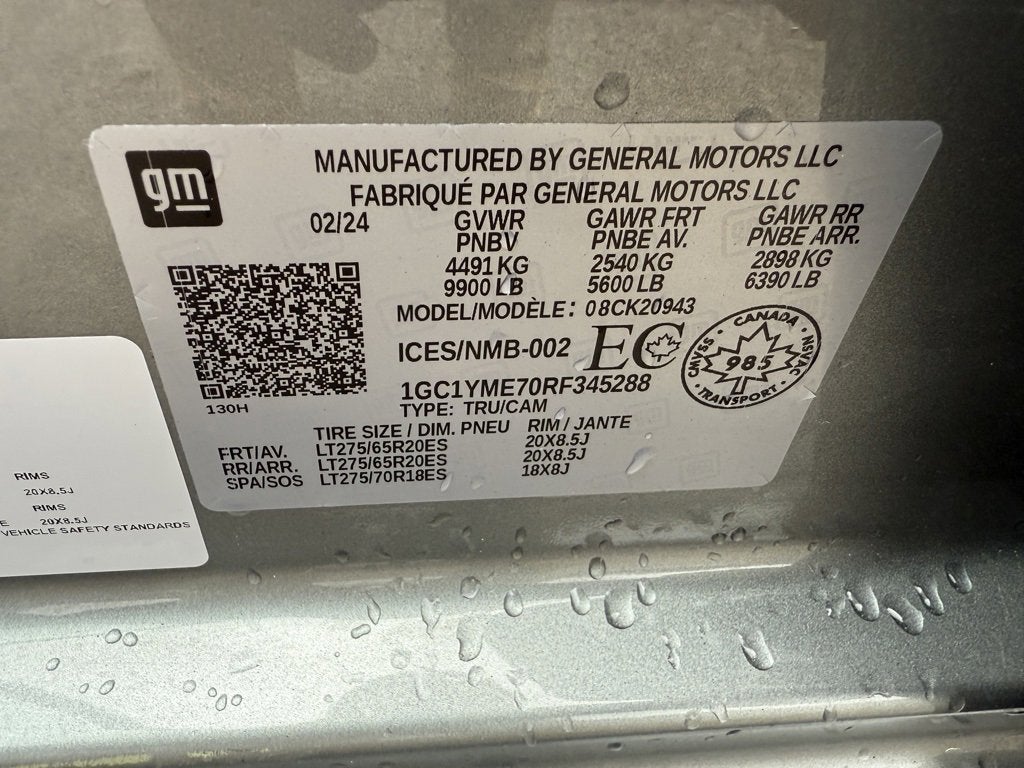 gm
MANUFACTURED BY GENERAL MOTORS LLC
FABRIQUÉ PAR GENERAL MOTORS LLC
02/24 GVWR GAWR FRT GAWR RR
PNBV PNBE AV. PNBE ARR.
4491 KG 2540 KG 2898 KG
9900 LB 5600 LB 6390 LB
MODEL/MODÈLE: 08CK20943
ICES/NMB-002 EC
CANADA
CMVSS 985 NSVAC
TRANSPORT
1GC1YME70RF345288
130H
TYPE: TRU/CAM
TIRE SIZE / DIM. PNEU RIM / JANTE
FRT/AV. LT275/65R20ES 20X8.5J
RR/ARR. LT275/65R20ES 20X8.5J
SPA/SOS LT275/70R18ES 18X8J
RIMS
20X8.5J
RIMS
E 20X8.5J
VEHICLE SAFETY STANDARDS